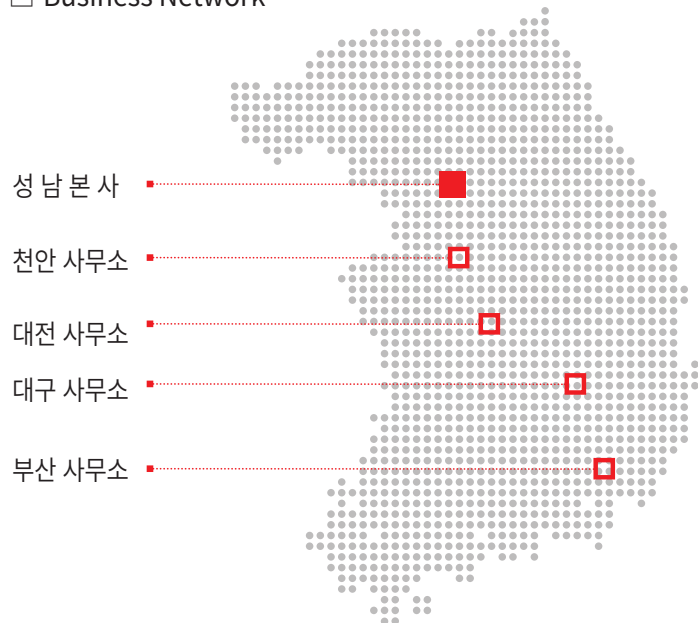 Business Network
성 남 본 사
천안 사무소
대전 사무소
대구 사무소
부산 사무소